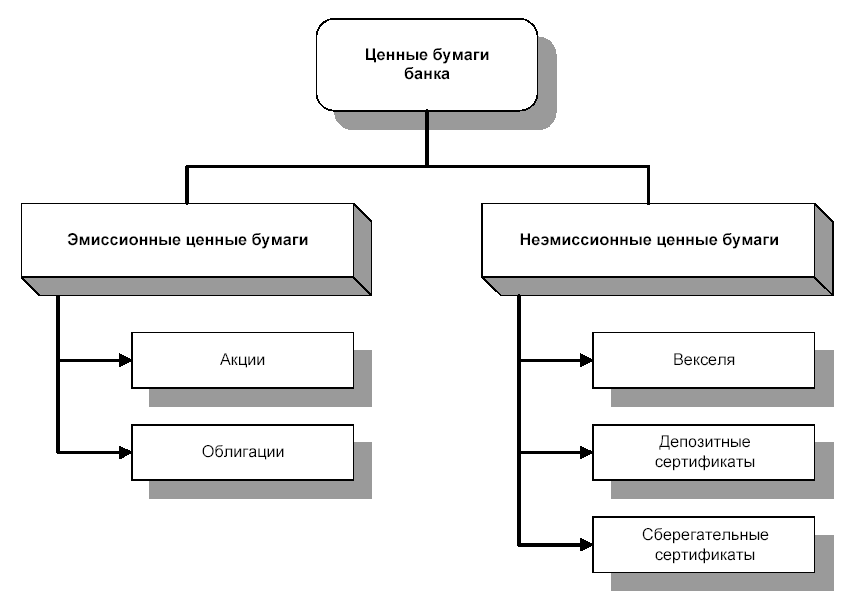 Ценные бумаги
банка
Эмиссионные ценные бумаги
Неэмиссионные ценные бумаги
Акции
Облигации
Векселя
Депозитные
сертификаты
Сберегательные
сертификаты